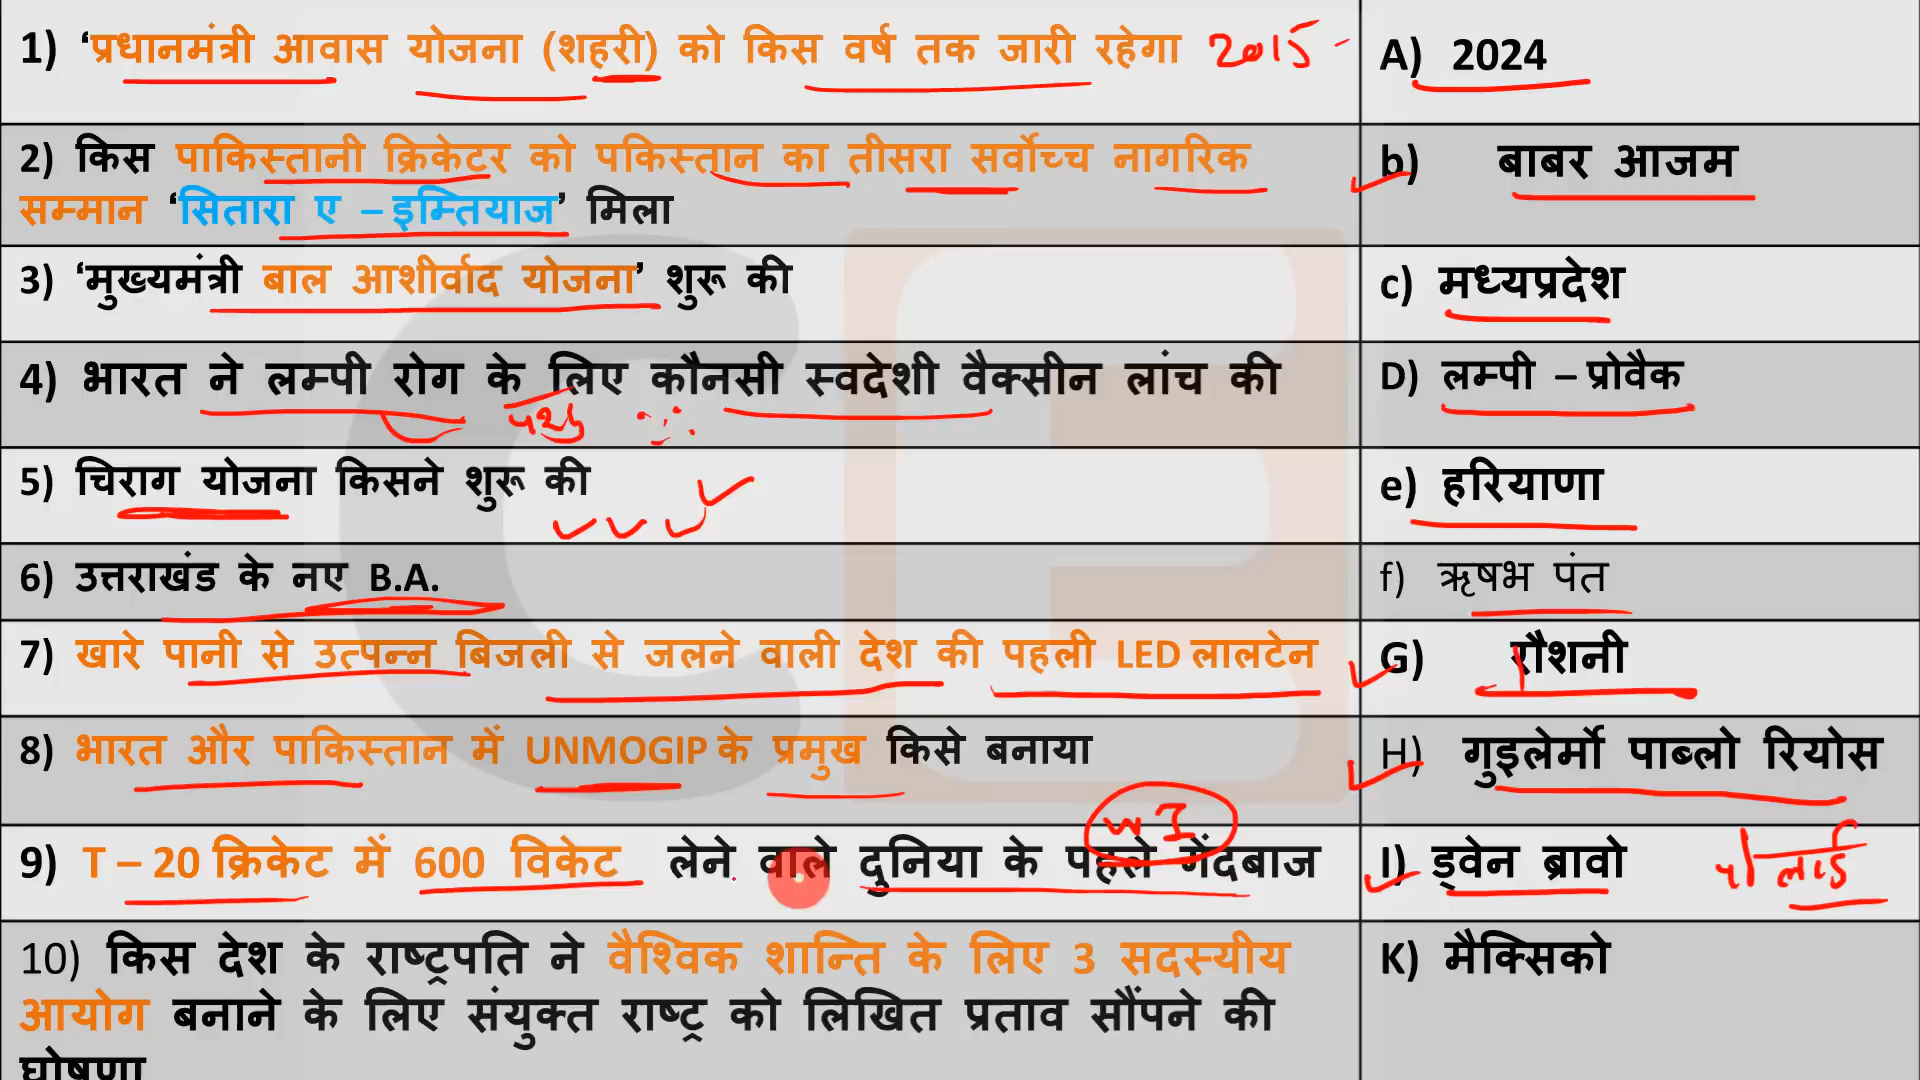 1) ‘प्रधानमंत्री आवास योजना (शहरी) को किस वर्ष तक जारी रहेगा 2015 -
A) 2024
2) किस पाकिस्तानी क्रिकेटर को पकिस्तान का तीसरा सर्वोच्च नागरिक
सम्मान ‘सितारा ए – इम्तियाज’ मिला
b) बाबर आजम
3) ‘मुख्यमंत्री बाल आशीर्वाद योजना’ शुरू की
c) मध्यप्रदेश
4) भारत ने लम्पी रोग के लिए कौनसी स्वदेशी वैक्सीन लांच की
पशु
D) लम्पी – प्रोवैक
5) चिराग योजना किसने शुरू की
e) हरियाणा
6) उत्तराखंड के नए B.A.
f) ऋषभ पंत
7) खारे पानी से उत्पन्न बिजली से जलने वाली देश की पहली LED लालटेन
G) रौशनी
8) भारत और पाकिस्तान में UNMOGIP के प्रमुख किसे बनाया
H) गुइलेर्मो पाब्लो रियोस
WI
9) T – 20 क्रिकेट में 600 विकेट लेने वाले दुनिया के पहले गेंदबाज
I) ड्वेन ब्रावो पोलार्ड
10) किस देश के राष्ट्रपति ने वैश्विक शान्ति के लिए 3 सदस्यीय
आयोग बनाने के लिए संयुक्त राष्ट्र को लिखित प्रताव सौंपने की
घोषणा
K) मैक्सिको